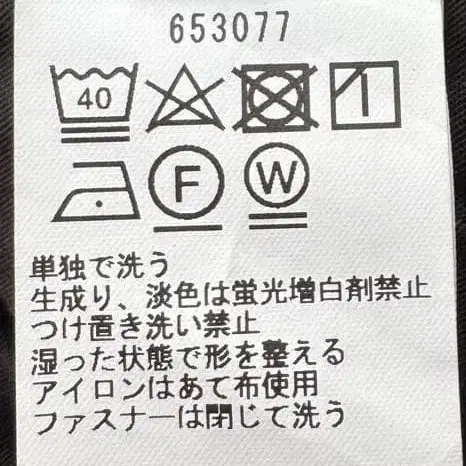 653077
40
F W
単独で洗う
生成り、淡色は蛍光増白剤禁止
つけ置き洗い禁止
湿った状態で形を整える
アイロンはあて布使用
ファスナーは閉じて洗う